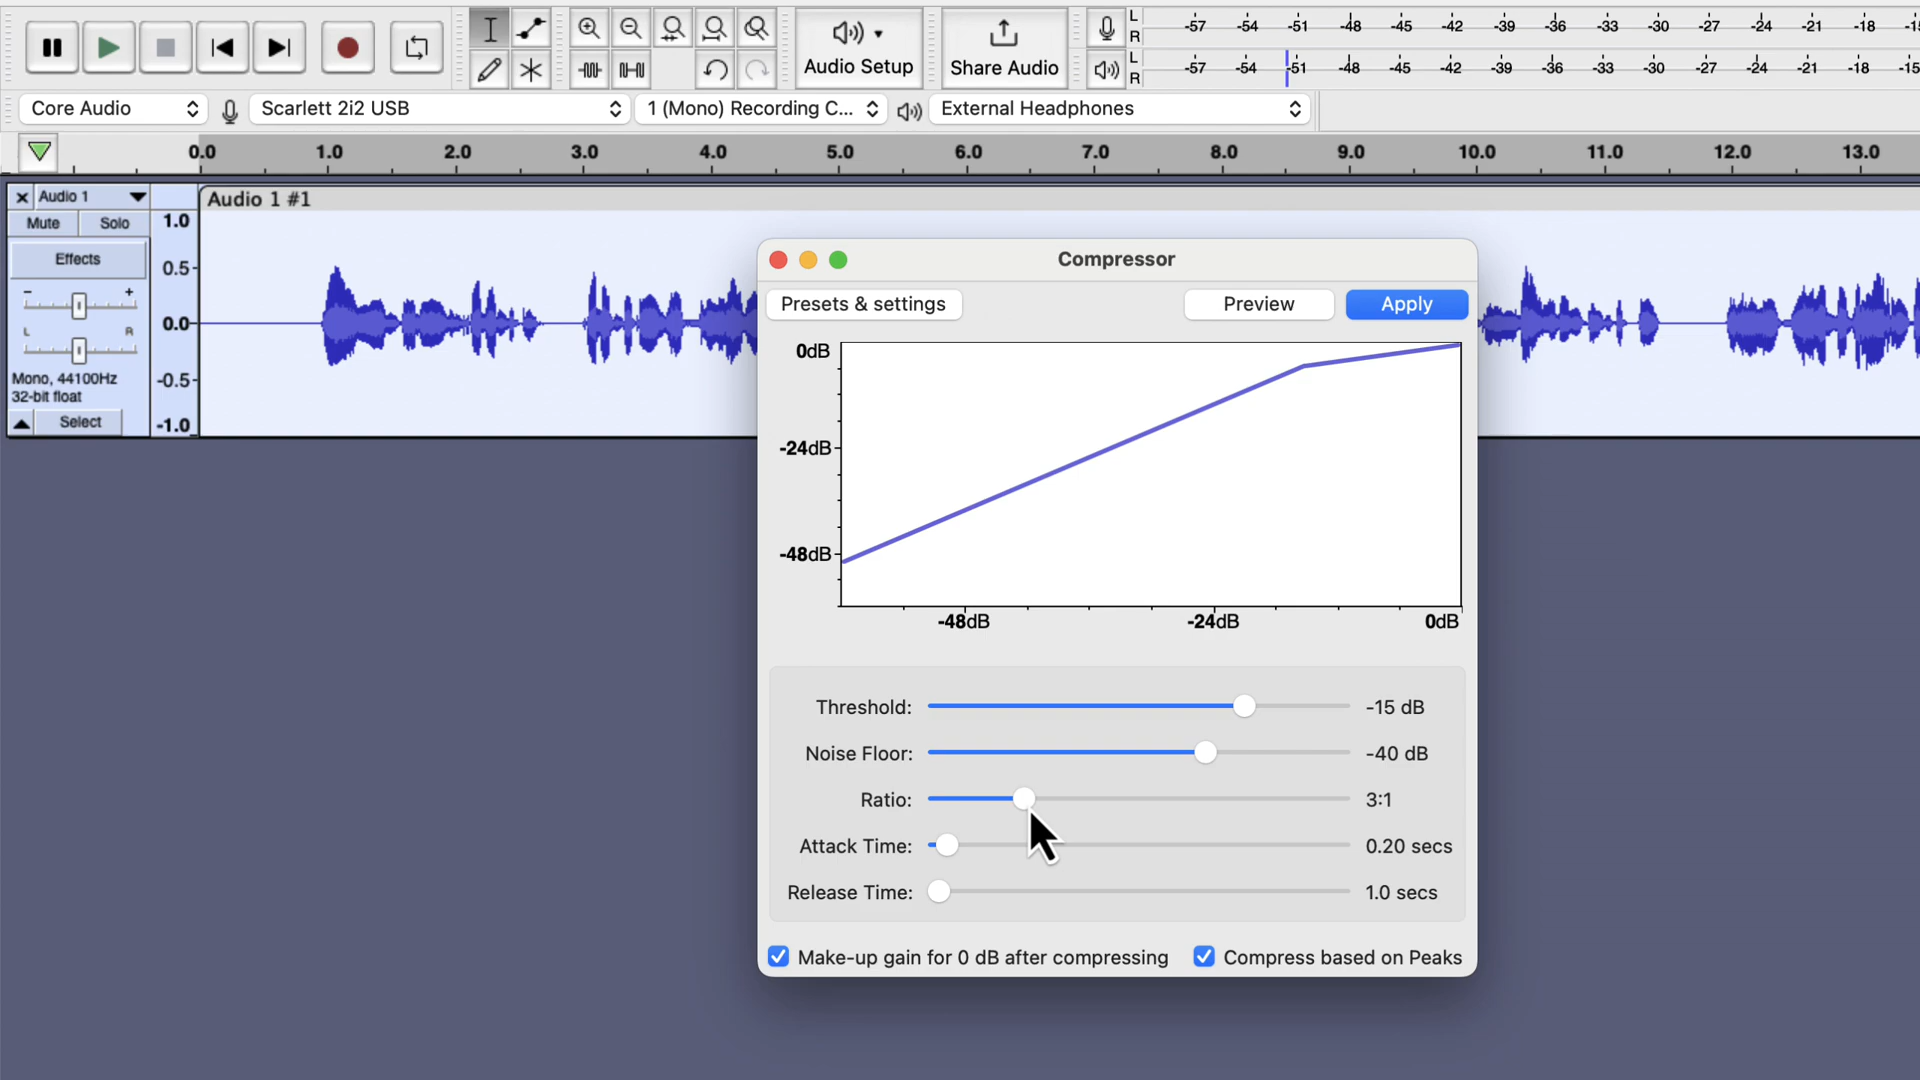 Audio Setup
Share Audio
L
R
-57 -54 -51 -48 -45 -42 -39 -36 -33 -30 -27 -24 -21 -18
L
R
-57 -54 -51 -48 -45 -42 -39 -36 -33 -30 -27 -24 -21 -18 -15
Core Audio
Scarlett 2i2 USB
1 (Mono) Recording C...
External Headphones
0.0 1.0 2.0 3.0 4.0 5.0 6.0 7.0 8.0 9.0 10.0 11.0 12.0 13.0
Audio 1
Audio 1 #1
Mute Solo
Effects
- +
L R
Mono, 44100Hz
32-bit float
Select
1.0
0.5
0.0
-0.5
-1.0
Compressor
Presets & settings
Preview
Apply
0dB
-24dB
-48dB
-48dB -24dB 0dB
Threshold: -15 dB
Noise Floor: -40 dB
Ratio: 3:1
Attack Time: 0.20 secs
Release Time: 1.0 secs
Make-up gain for 0 dB after compressing
Compress based on Peaks